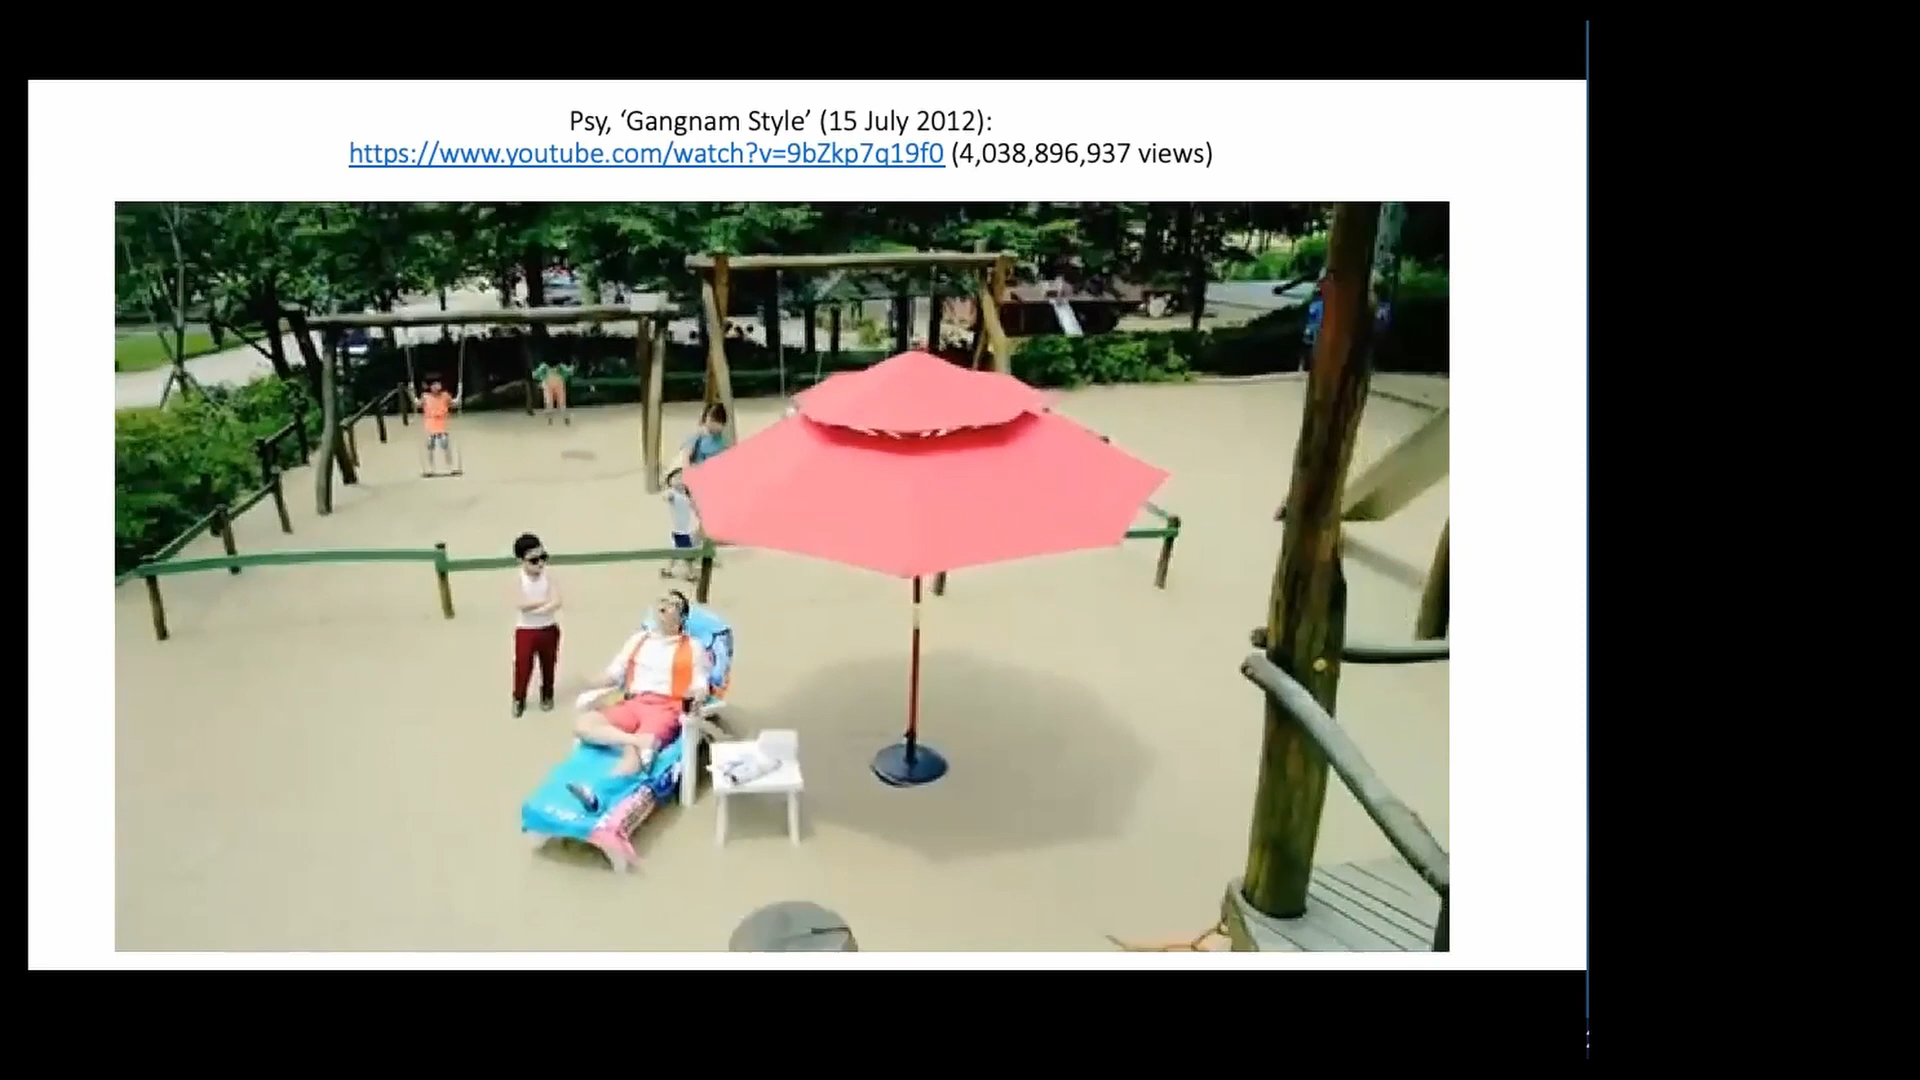 Psy, ‘Gangnam Style’ (15 July 2012):
https://www.youtube.com/watch?v=9bZkp7q19f0 (4,038,896,937 views)